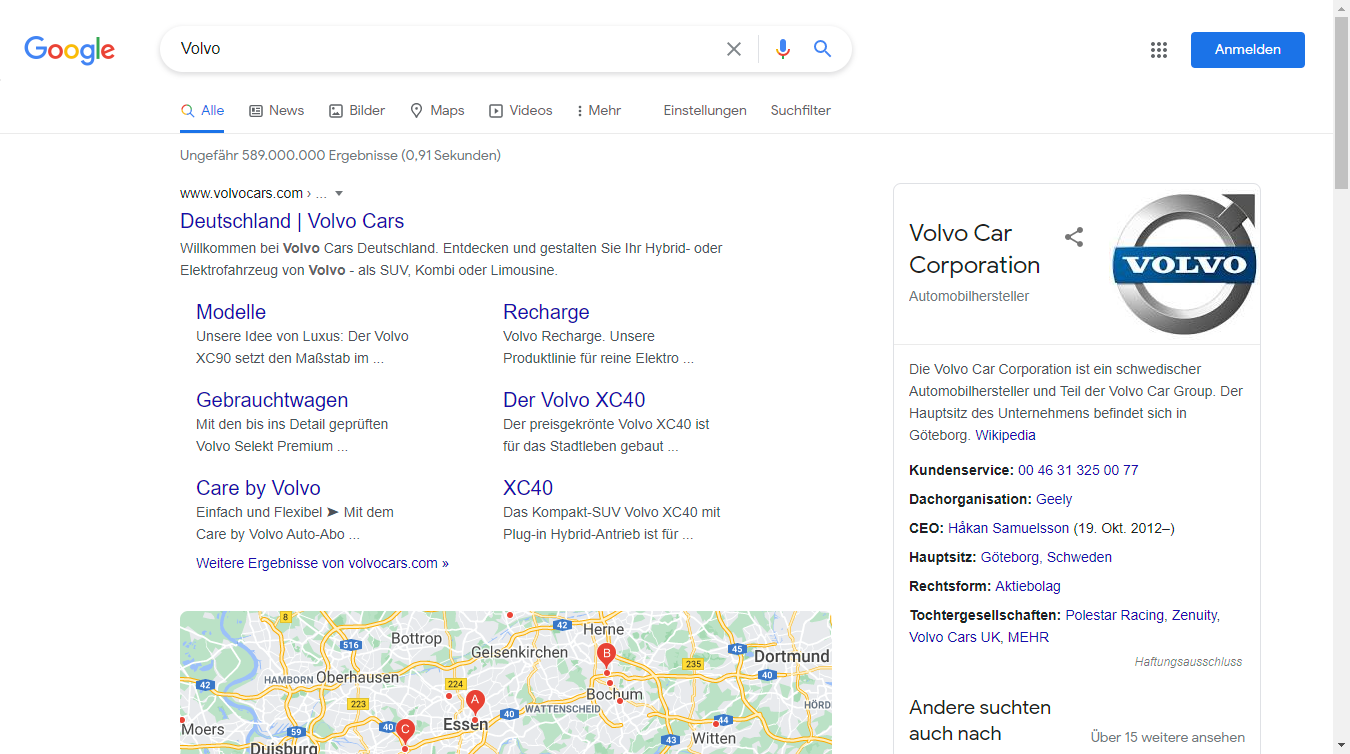 Google
Volvo
Anmelden
Alle News Bilder Maps Videos Mehr Einstellungen Suchfilter
Ungefähr 589.000.000 Ergebnisse (0,91 Sekunden)
www.volvocars.com › ...
Deutschland | Volvo Cars
Willkommen bei Volvo Cars Deutschland. Entdecken und gestalten Sie Ihr Hybrid- oder
Elektrofahrzeug von Volvo - als SUV, Kombi oder Limousine.
Modelle
Unsere Idee von Luxus: Der Volvo
XC90 setzt den Maßstab im ...
Recharge
Volvo Recharge. Unsere
Produktlinie für reine Elektro ...
Gebrauchtwagen
Mit den bis ins Detail geprüften
Volvo Selekt Premium ...
Der Volvo XC40
Der preisgekrönte Volvo XC40 ist
für das Stadtleben gebaut ...
Care by Volvo
Einfach und Flexibel ➤ Mit dem
Care by Volvo Auto-Abo ...
XC40
Das Kompakt-SUV Volvo XC40 mit
Plug-in Hybrid-Antrieb ist für ...
Weitere Ergebnisse von volvocars.com »
8
42
Herne
Bottrop
516
Gelsenkirchen
B
45
Dortmund
235
HAMBORN
Oberhausen
42
224
40
A
Bochum
223
WATTENSCHEID
HÖRD
Moers
C
40
Essen
40
44
59
Duisburg
43
Witten
Volvo Car
Corporation
Automobilhersteller
VOLVO
Die Volvo Car Corporation ist ein schwedischer
Automobilhersteller und Teil der Volvo Car Group. Der
Hauptsitz des Unternehmens befindet sich in
Göteborg. Wikipedia
Kundenservice: 00 46 31 325 00 77
Dachorganisation: Geely
CEO: Håkan Samuelsson (19. Okt. 2012–)
Hauptsitz: Göteborg, Schweden
Rechtsform: Aktiebolag
Tochtergesellschaften: Polestar Racing, Zenuity,
Volvo Cars UK, MEHR
Haftungsausschluss
Andere suchten
auch nach
Über 15 weitere ansehen